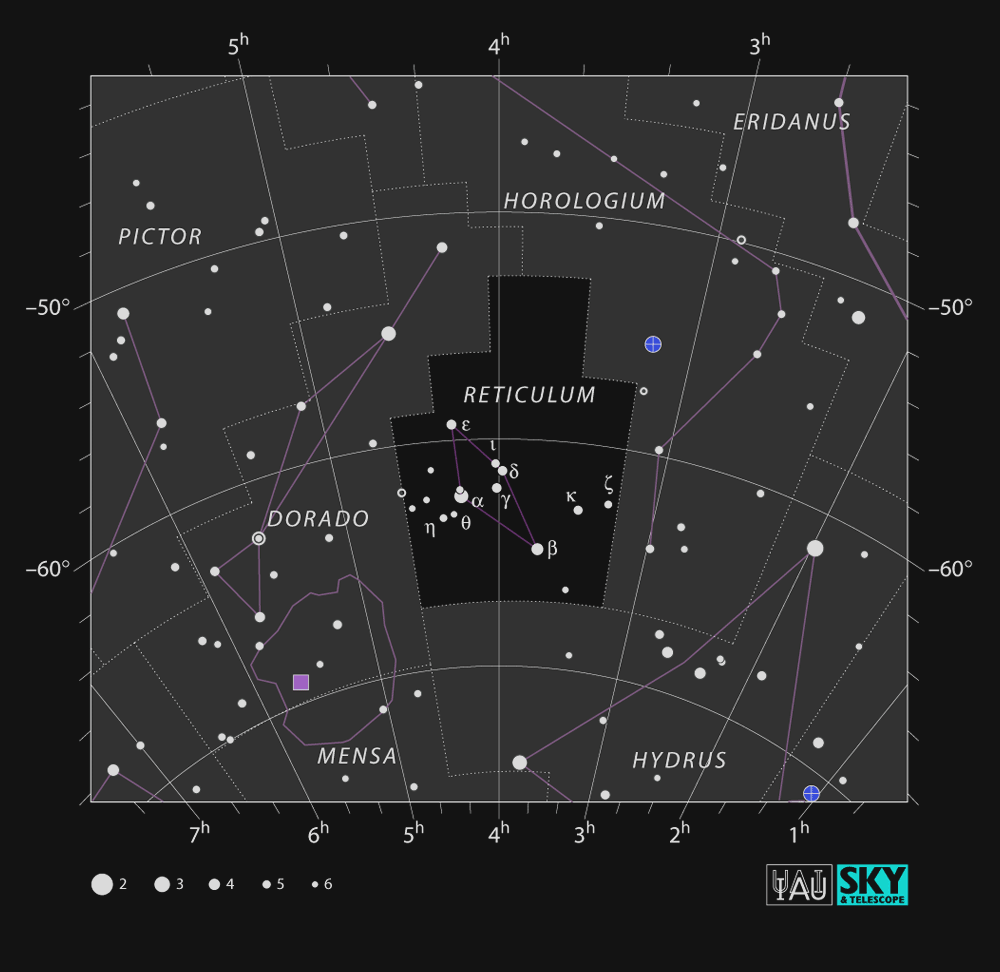 5h 4h 3h
ERIDANUS
HOROLOGIUM
PICTOR
–50° –50°
RETICULUM
ε
ι
δ
α γ κ ζ
η θ
DORADO
β
–60° –60°
MENSA HYDRUS
7h 6h 5h 4h 3h 2h 1h
2 3 4 5 6
IAU SKY
& TELESCOPE